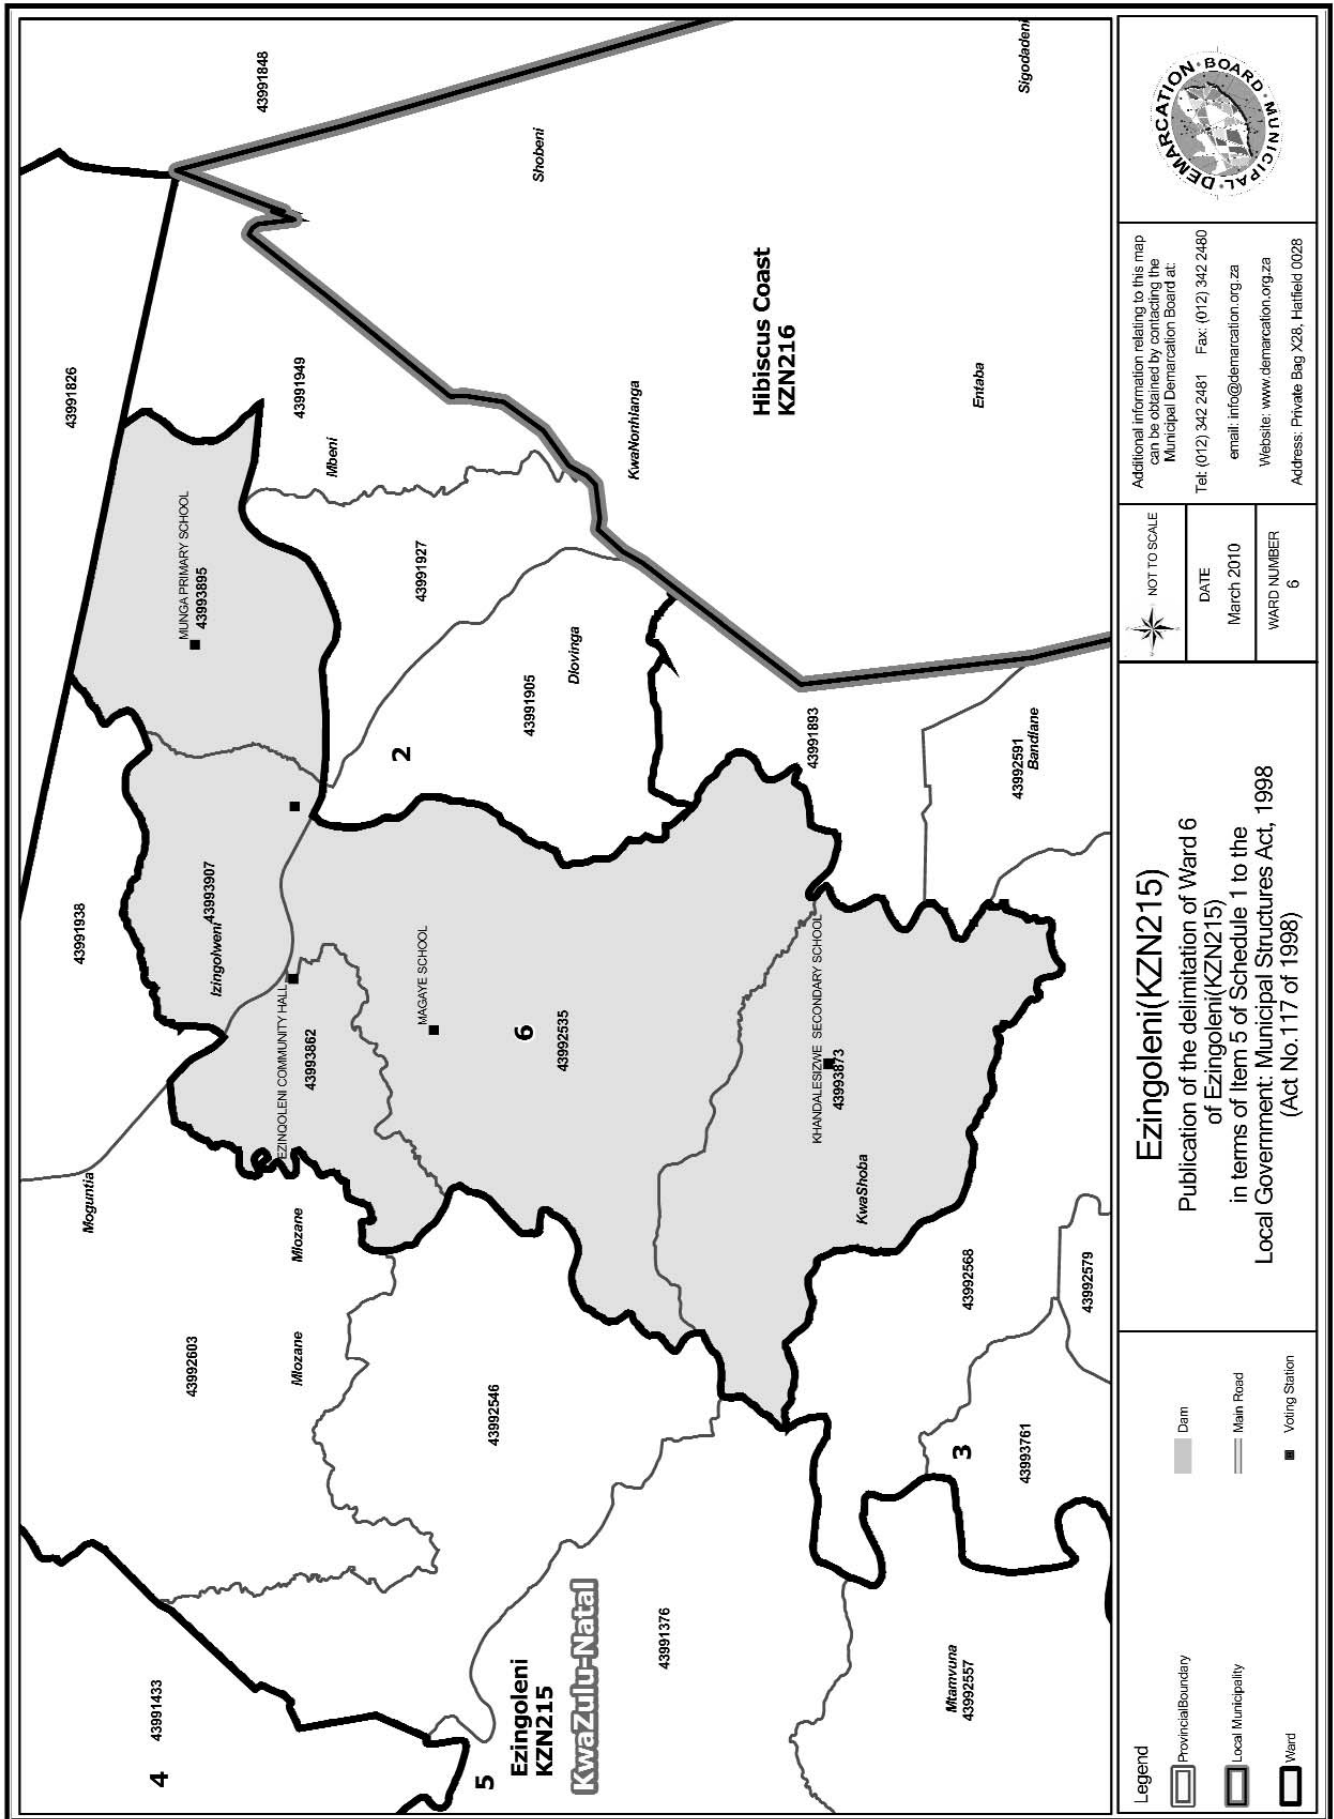 4
43991433
5
Ezingoleni
KZN215
KwaZulu-Natal
43991376
Mtamvuna
43992557
43992603
Mlozane
Mlozane
Moguntia
43992546
3
43993761
43992568
43992579
43991938
Izingolweni
43993907
EZINQOLENI COMMUNITY HALL
43993862
MAGAYE SCHOOL
6
43992535
KHANDALESIZWE SECONDARY SCHOOL
43993873
KwaShoba
MUNGA PRIMARY SCHOOL
43993895
2
43991927
43991905
Dlovinga
43991893
43992591
Bandlane
43991826
43991949
Mbeni
43991848
KwaNonhlanga
Hibiscus Coast
KZN216
Entaba
Shobeni
Sigodadeni
Legend
ProvincialBoundary
Local Municipality
Ward
Dam
Main Road
Voting Station
Ezingoleni(KZN215)
Publication of the delimitation of Ward 6
of Ezingoleni(KZN215)
in terms of Item 5 of Schedule 1 to the
Local Government: Municipal Structures Act, 1998
(Act No.117 of 1998)
NOT TO SCALE
DATE
March 2010
WARD NUMBER
6
Additional information relating to this map
can be obtained by contacting the
Municipal Demarcation Board at:
Tel: (012) 342 2481 Fax: (012) 342 2480
email: info@demarcation.org.za
Website: www.demarcation.org.za
Address: Private Bag X28, Hatfield 0028
MUNICIPAL DEMARCATION BOARD